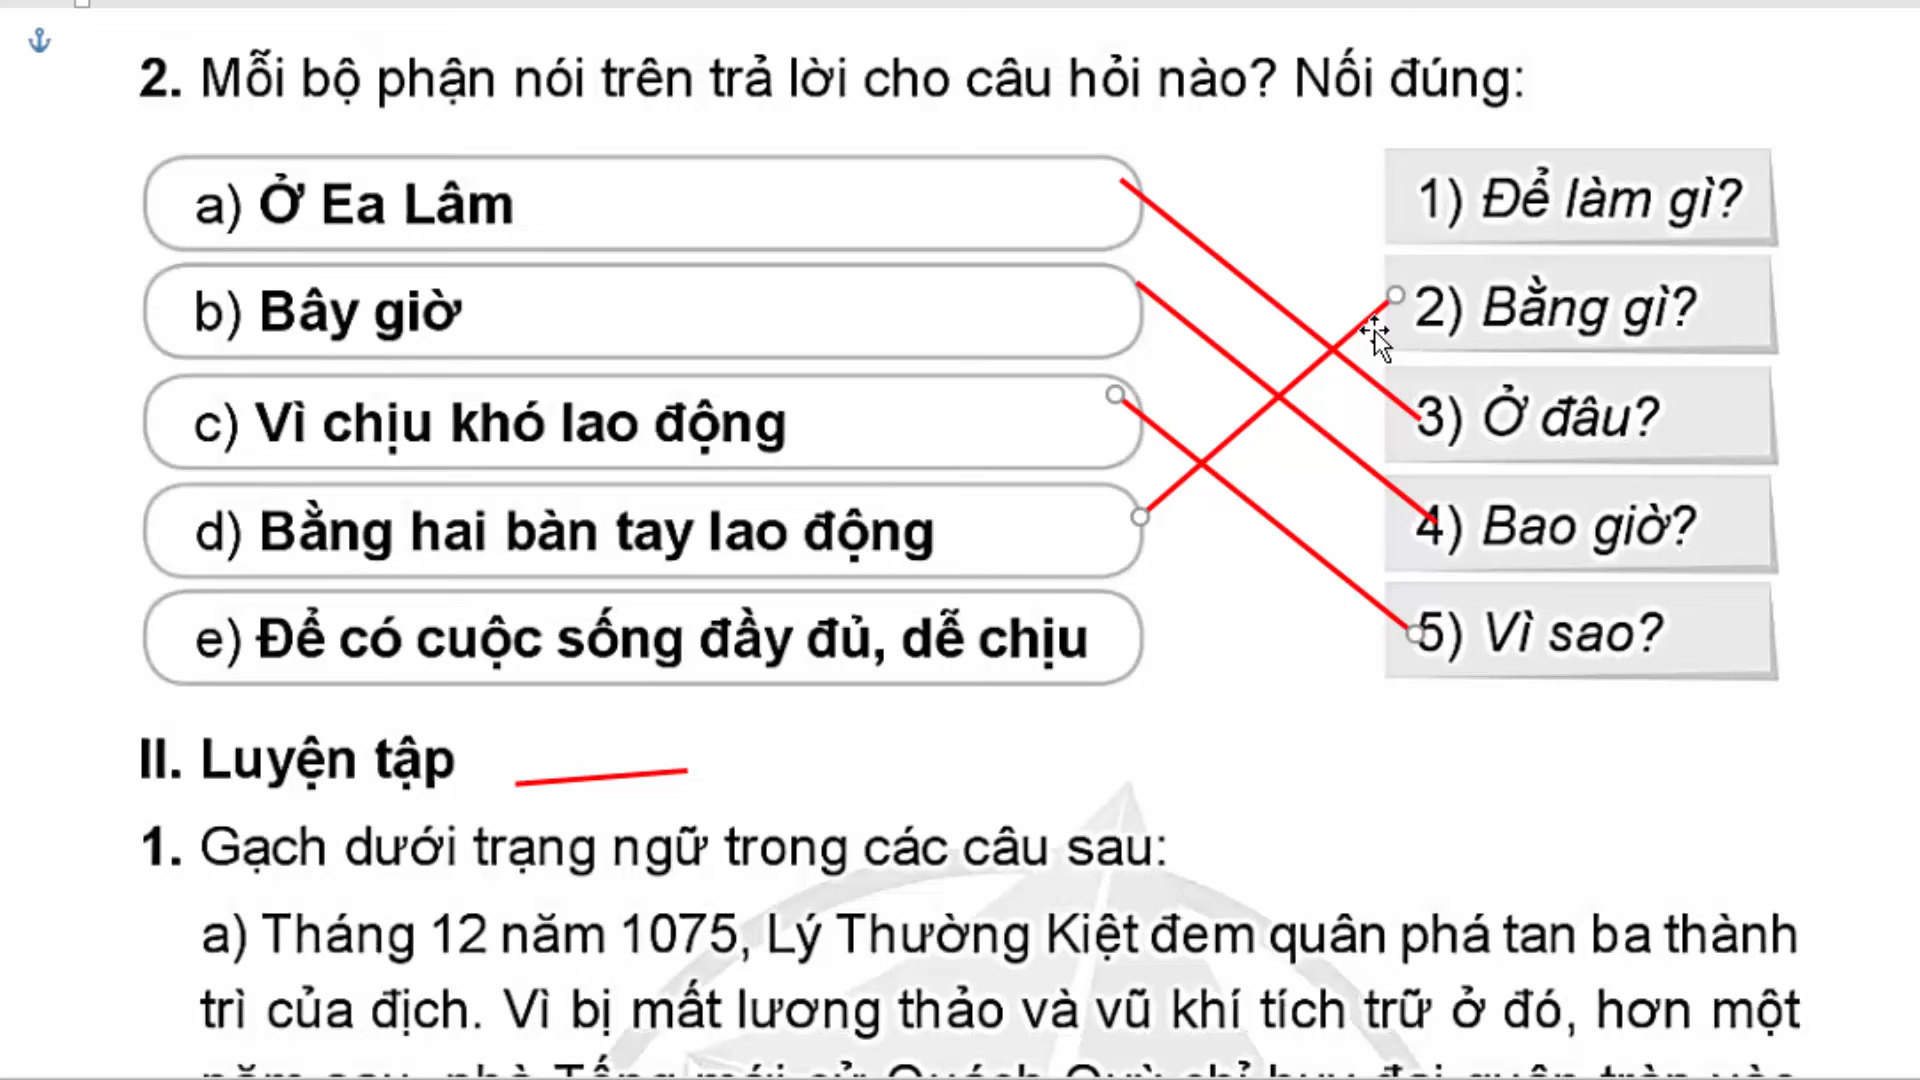 2. Mỗi bộ phận nói trên trả lời cho câu hỏi nào? Nối đúng:
a) Ở Ea Lâm
1) Để làm gì?
b) Bây giờ
2) Bằng gì?
c) Vì chịu khó lao động
3) Ở đâu?
d) Bằng hai bàn tay lao động
4) Bao giờ?
e) Để có cuộc sống đầy đủ, dễ chịu
5) Vì sao?
II. Luyện tập
1. Gạch dưới trạng ngữ trong các câu sau:
a) Tháng 12 năm 1075, Lý Thường Kiệt đem quân phá tan ba thành
trì của địch. Vì bị mất lương thảo và vũ khí tích trữ ở đó, hơn một